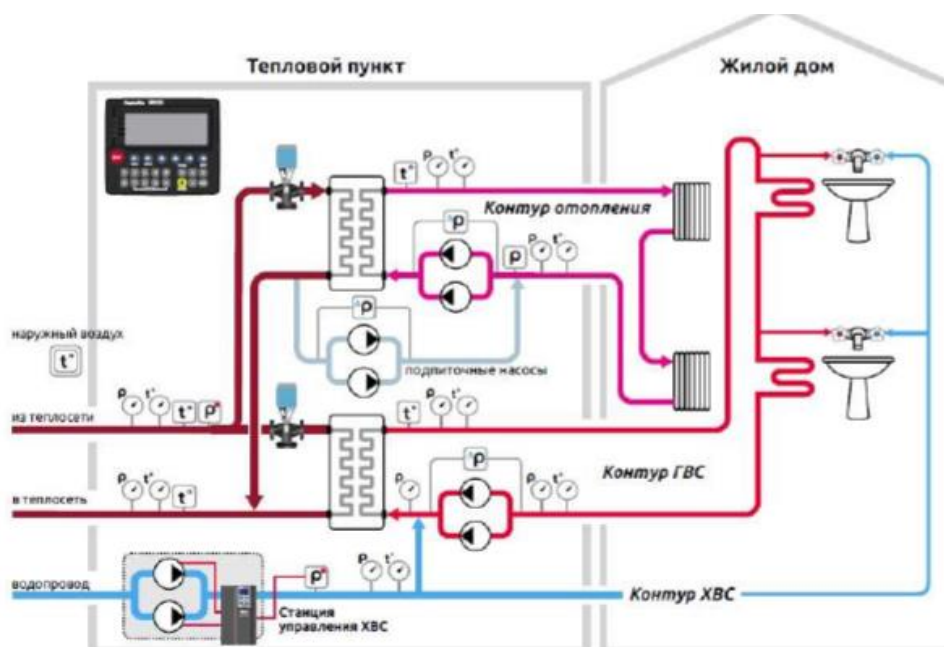 Тепловой пункт
Жилой дом
P t°
t°
Контур отопления
°P
P
P t°
наружный воздух
t°
°P
подпиточные насосы
P t°
из теплосети
t° P
t°
P t°
Контур ГВС
P t°
в теплосеть
t°
P
°P
P t°
водопровод
P
P t°
Станция
управления ХВС
Контур ХВС